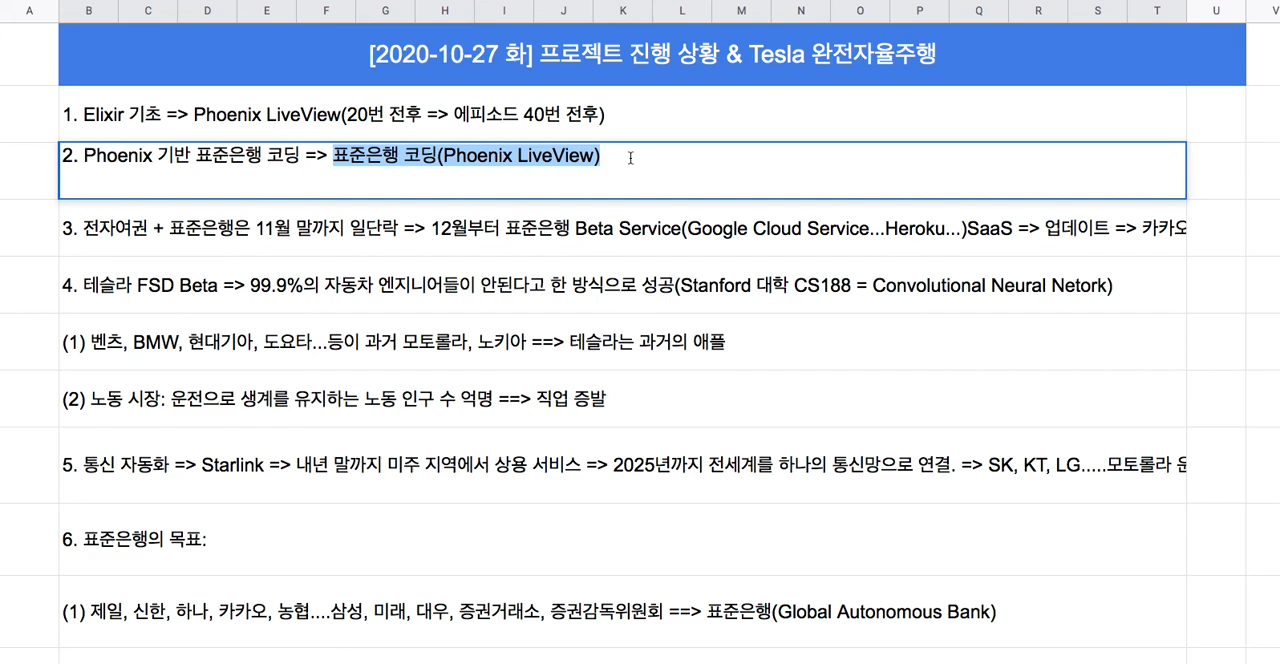 A B C D E F G H I J K L M N O P Q R S T U V
[2020-10-27 화] 프로젝트 진행 상황 & Tesla 완전자율주행
1. Elixir 기초 => Phoenix LiveView(20번 전후 => 에피소드 40번 전후)
2. Phoenix 기반 표준은행 코딩 => 표준은행 코딩(Phoenix LiveView)
3. 전자여권 + 표준은행은 11월 말까지 일단락 => 12월부터 표준은행 Beta Service(Google Cloud Service...Heroku...)SaaS => 업데이트 => 카카오
4. 테슬라 FSD Beta => 99.9%의 자동차 엔지니어들이 안된다고 한 방식으로 성공(Stanford 대학 CS188 = Convolutional Neural Netork)
(1) 벤츠, BMW, 현대기아, 도요타...등이 과거 모토롤라, 노키아 ==> 테슬라는 과거의 애플
(2) 노동 시장: 운전으로 생계를 유지하는 노동 인구 수 억명 ==> 직업 증발
5. 통신 자동화 => Starlink => 내년 말까지 미주 지역에서 상용 서비스 => 2025년까지 전세계를 하나의 통신망으로 연결. => SK, KT, LG.....모토롤라 운
6. 표준은행의 목표:
(1) 제일, 신한, 하나, 카카오, 농협....삼성, 미래, 대우, 증권거래소, 증권감독위원회 ==> 표준은행(Global Autonomous Bank)